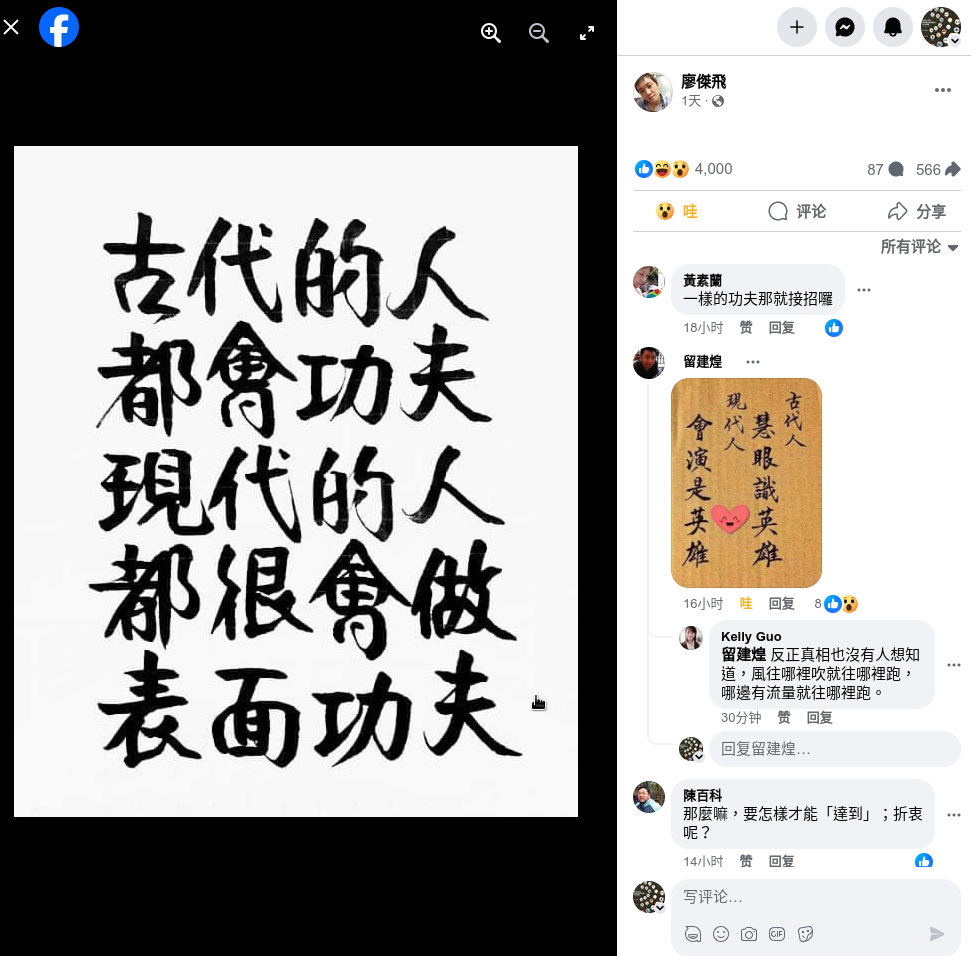 古代的人
都會功夫
現代的人
都很會做
表面功夫
廖傑飛
1天 ·
4,000
87
566
哇
评论
分享
所有评论
黃素蘭
一樣的功夫那就接招囉
18小时 赞 回复
留建煌
古代人
慧眼識英雄
現代人
會演是英雄
16小时 哇 回复 8
Kelly Guo
留建煌 反正真相也沒有人想知
道，風往哪裡吹就往哪裡跑，
哪邊有流量就往哪裡跑。
30分钟 赞 回复
回复留建煌…
陳百科
那麼嘛，要怎樣才能「達到」；折衷
呢？
14小时 赞 回复
写评论…
GIF